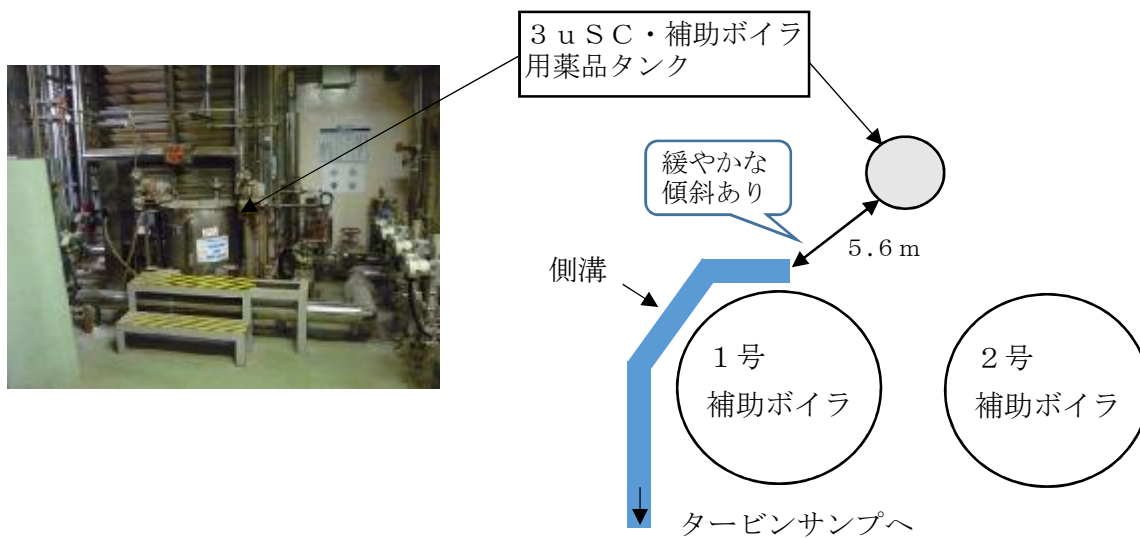 ３ｕＳＣ・補助ボイラ
用薬品タンク
緩やかな
傾斜あり
５.６ｍ
側溝
１号
補助ボイラ
２号
補助ボイラ
タービンサンプへ